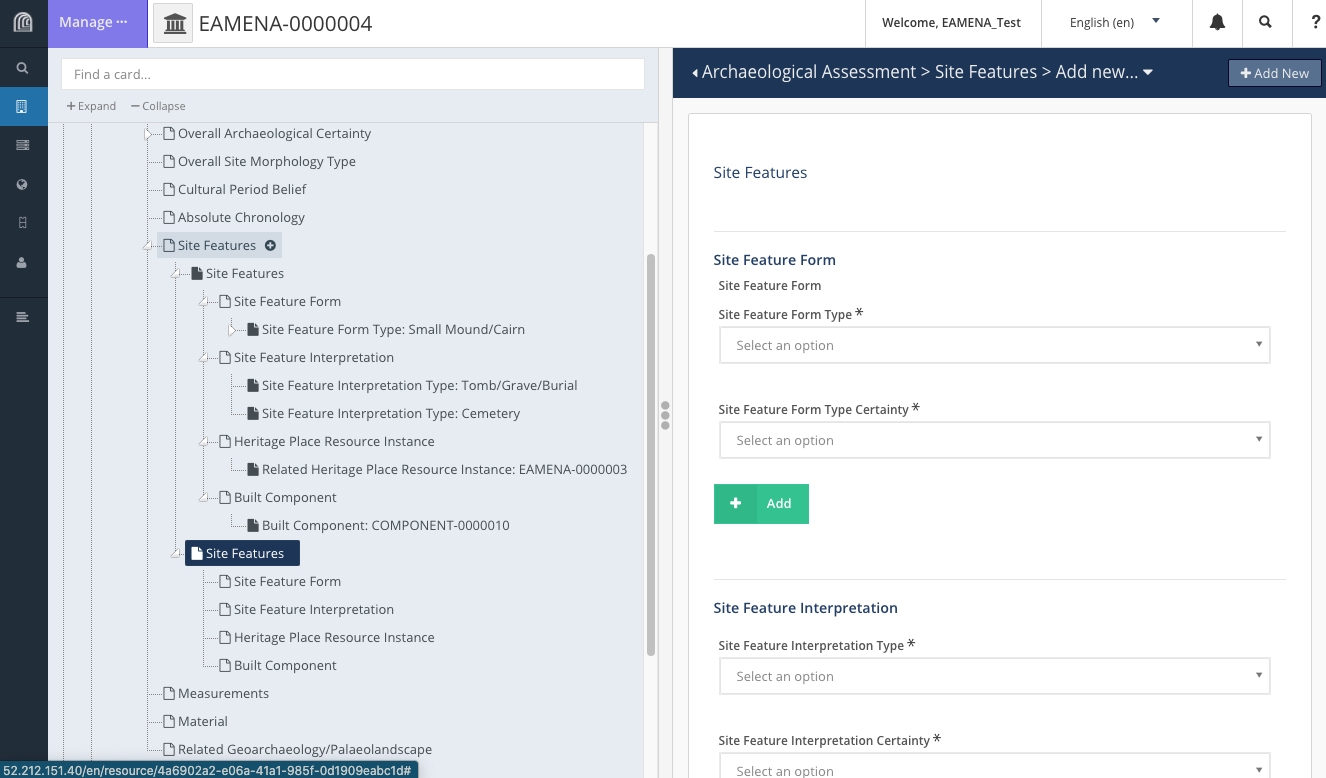 Manage ···
EAMENA-0000004
Welcome, EAMENA_Test
English (en)
?
Find a card...
+ Expand
− Collapse
Overall Archaeological Certainty
Overall Site Morphology Type
Cultural Period Belief
Absolute Chronology
Site Features
Site Features
Site Feature Form
Site Feature Form Type: Small Mound/Cairn
Site Feature Interpretation
Site Feature Interpretation Type: Tomb/Grave/Burial
Site Feature Interpretation Type: Cemetery
Heritage Place Resource Instance
Related Heritage Place Resource Instance: EAMENA-0000003
Built Component
Built Component: COMPONENT-0000010
Site Features
Site Feature Form
Site Feature Interpretation
Heritage Place Resource Instance
Built Component
Measurements
Material
Related Geoarchaeology/Palaeolandscape
52.212.151.40/en/resource/4a6902a2-e06a-41a1-985f-0d1909eabc1d#
Archaeological Assessment > Site Features > Add new...
+ Add New
Site Features
Site Feature Form
Site Feature Form
Site Feature Form Type *
Select an option
Site Feature Form Type Certainty *
Select an option
+ Add
Site Feature Interpretation
Site Feature Interpretation Type *
Select an option
Site Feature Interpretation Certainty *
Select an option